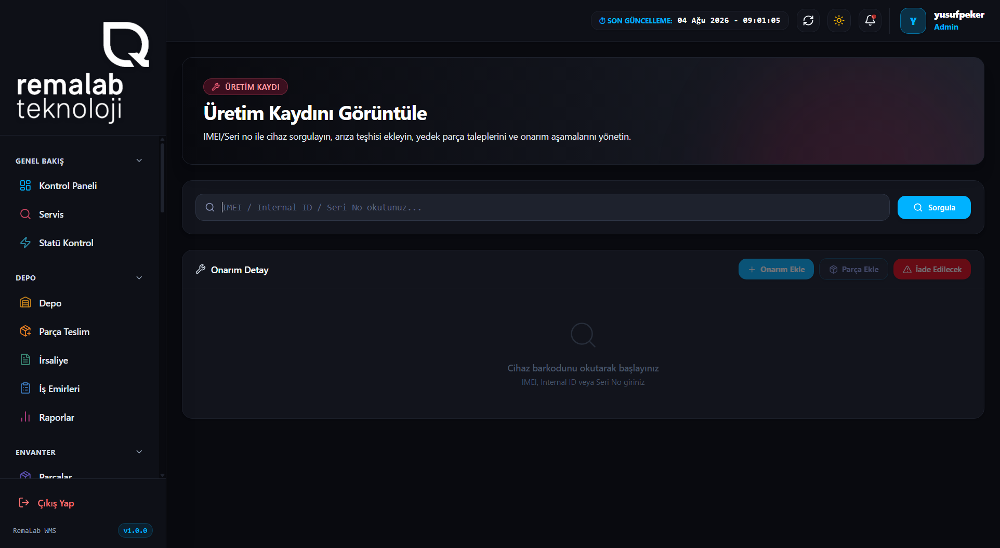 remalab
teknoloji
GENEL BAKIŞ
Kontrol Paneli
Servis
Statü Kontrol
DEPO
Depo
Parça Teslim
İrsaliye
İş Emirleri
Raporlar
ENVANTER
Parçalar
Çıkış Yap
RemaLab WMS
v1.0.0
SON GÜNCELLEME: 04 Ağu 2026 - 09:01:05
Y
yusufpeker
Admin
ÜRETİM KAYDI
Üretim Kaydını Görüntüle
IMEI/Seri no ile cihaz sorgulayın, arıza teşhisi ekleyin, yedek parça taleplerini ve onarım aşamalarını yönetin.
IMEI / Internal ID / Seri No okutunuz...
Sorgula
Onarım Detay
Onarım Ekle
Parça Ekle
İade Edilecek
Cihaz barkodunu okutarak başlayınız
IMEI, Internal ID veya Seri No giriniz